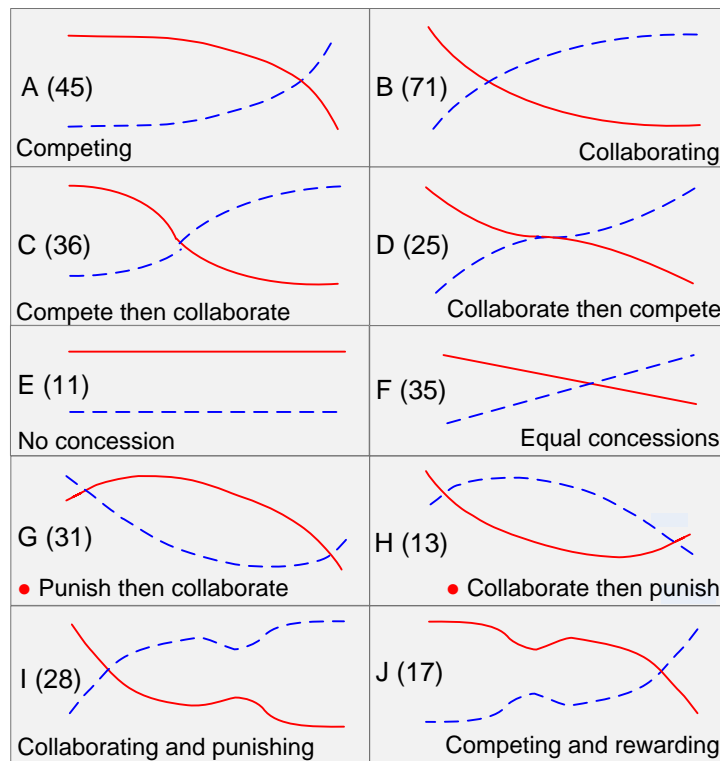 A (45)
Competing
B (71)
Collaborating
C (36)
Compete then collaborate
D (25)
Collaborate then compete
E (11)
No concession
F (35)
Equal concessions
G (31)
● Punish then collaborate
H (13)
● Collaborate then punish
I (28)
Collaborating and punishing
J (17)
Competing and rewarding